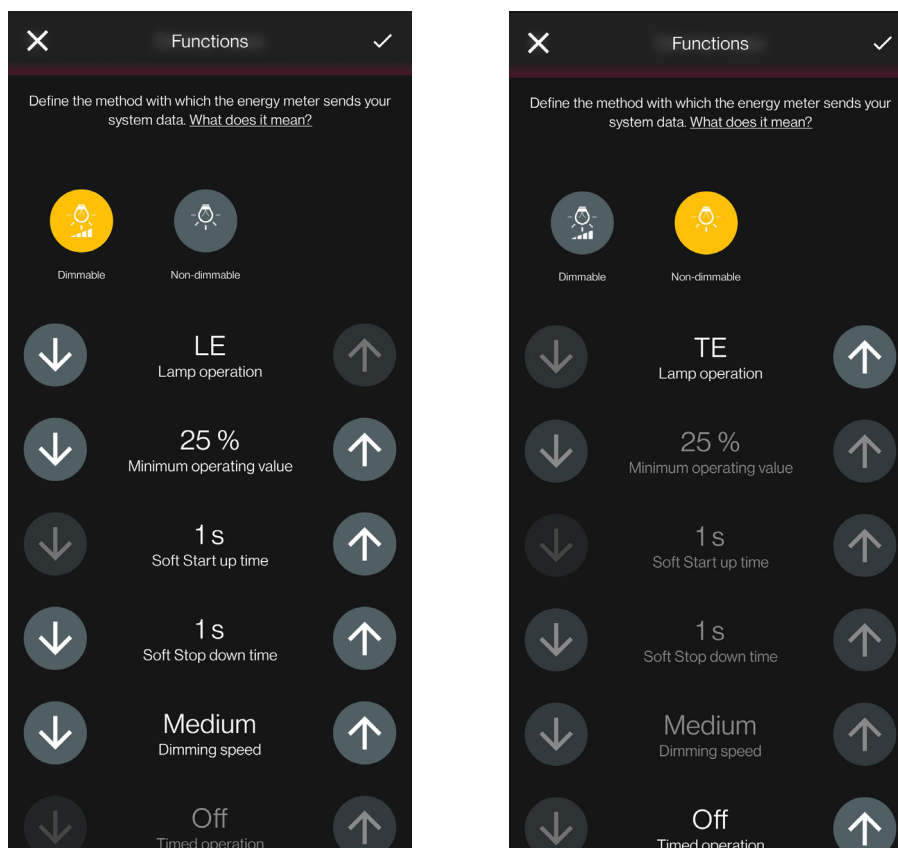 Functions
Define the method with which the energy meter sends your
system data. What does it mean?
Dimmable
Non-dimmable
LE
Lamp operation
25 %
Minimum operating value
1 s
Soft Start up time
1 s
Soft Stop down time
Medium
Dimming speed
Off
Timed operation
Functions
Define the method with which the energy meter sends your
system data. What does it mean?
Dimmable
Non-dimmable
TE
Lamp operation
25 %
Minimum operating value
1 s
Soft Start up time
1 s
Soft Stop down time
Medium
Dimming speed
Off
Timed operation